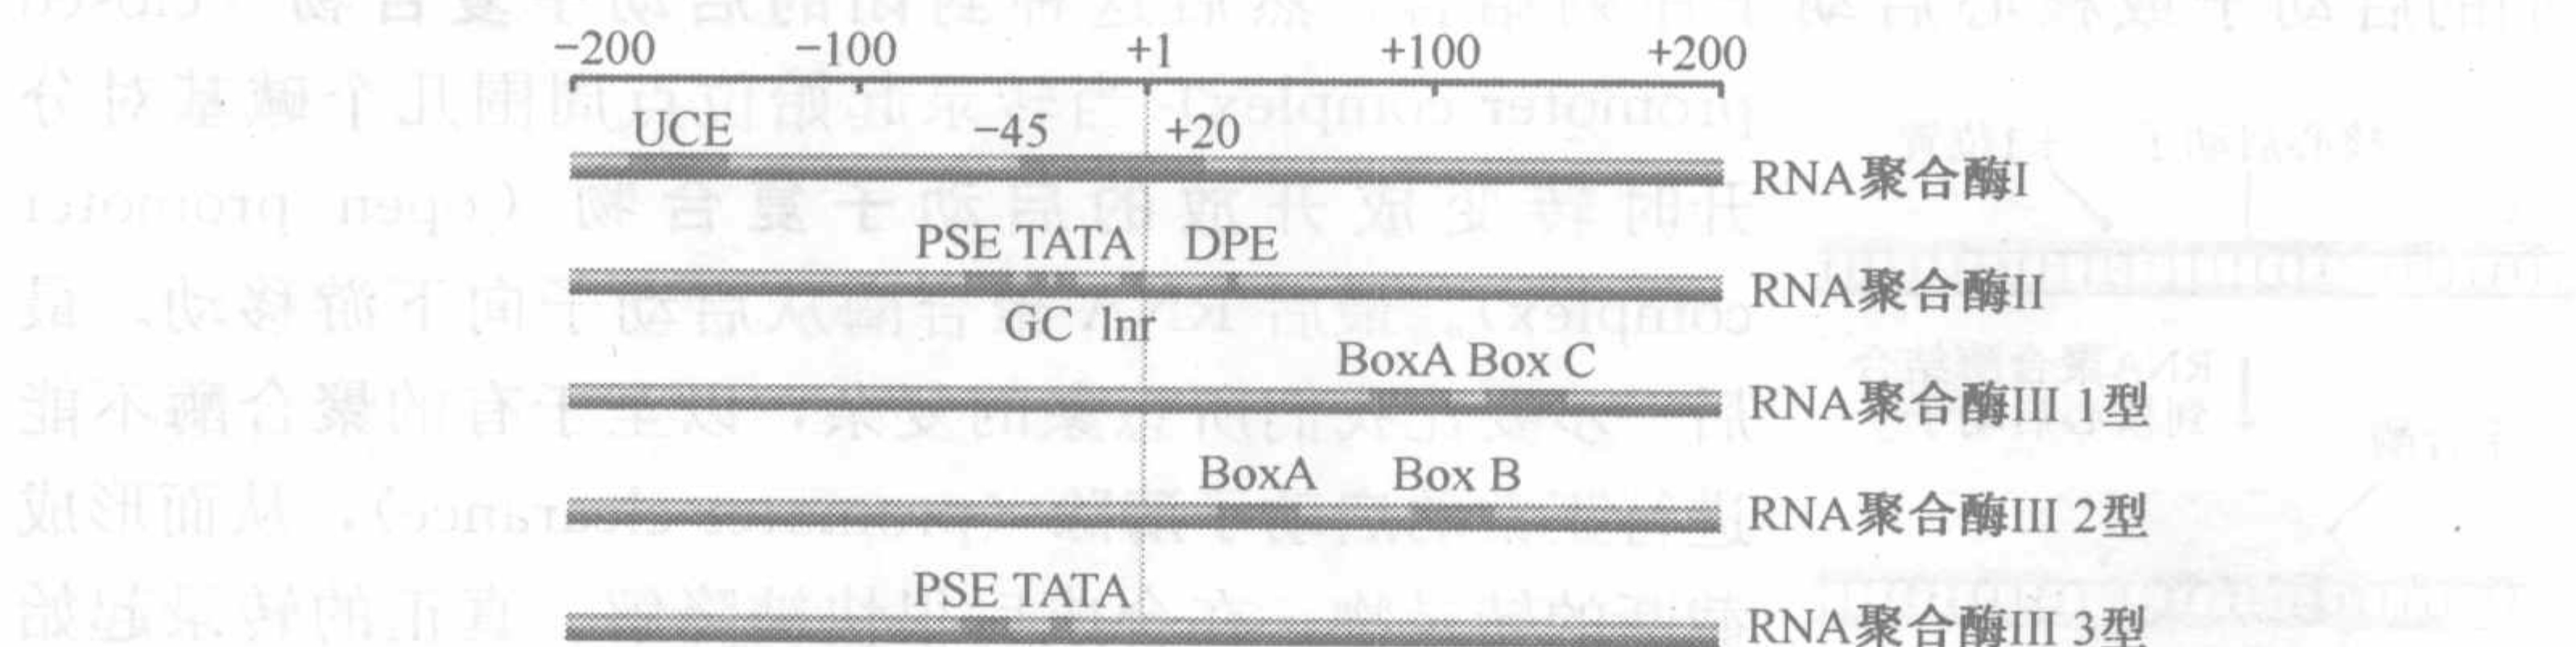 −200 −100 +1 +100 +200
UCE −45 +20
RNA聚合酶I
PSE TATA DPE
RNA聚合酶II
GC Inr
BoxA Box C
RNA聚合酶III 1型
BoxA Box B
RNA聚合酶III 2型
PSE TATA
RNA聚合酶III 3型